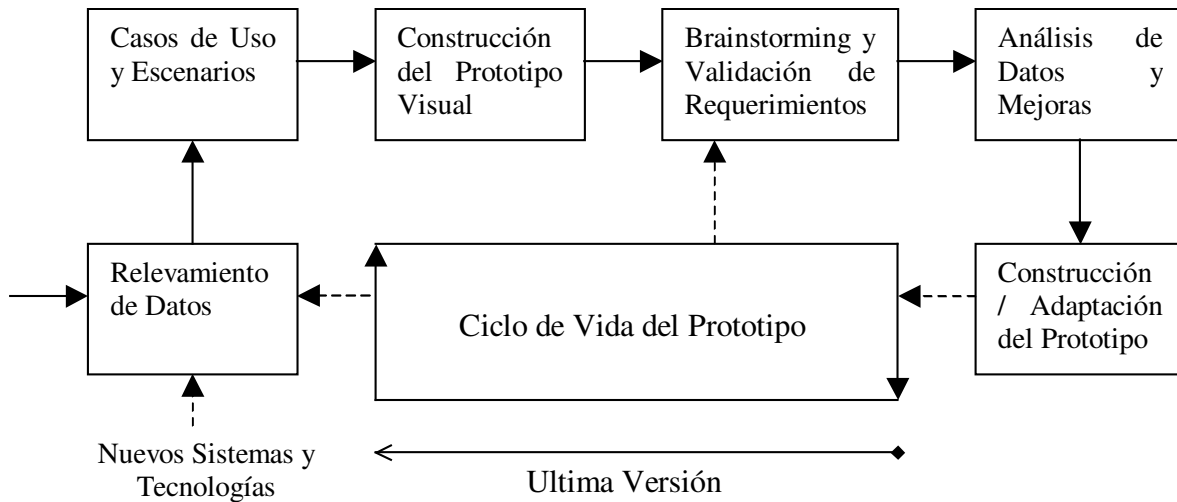 Casos de Uso
y Escenarios
Construcción
del Prototipo
Visual
Brainstorming y
Validación de
Requerimientos
Análisis de
Datos y
Mejoras
Relevamiento
de Datos
Ciclo de Vida del Prototipo
Construcción
/ Adaptación
del Prototipo
Nuevos Sistemas y
Tecnologías
Ultima Versión